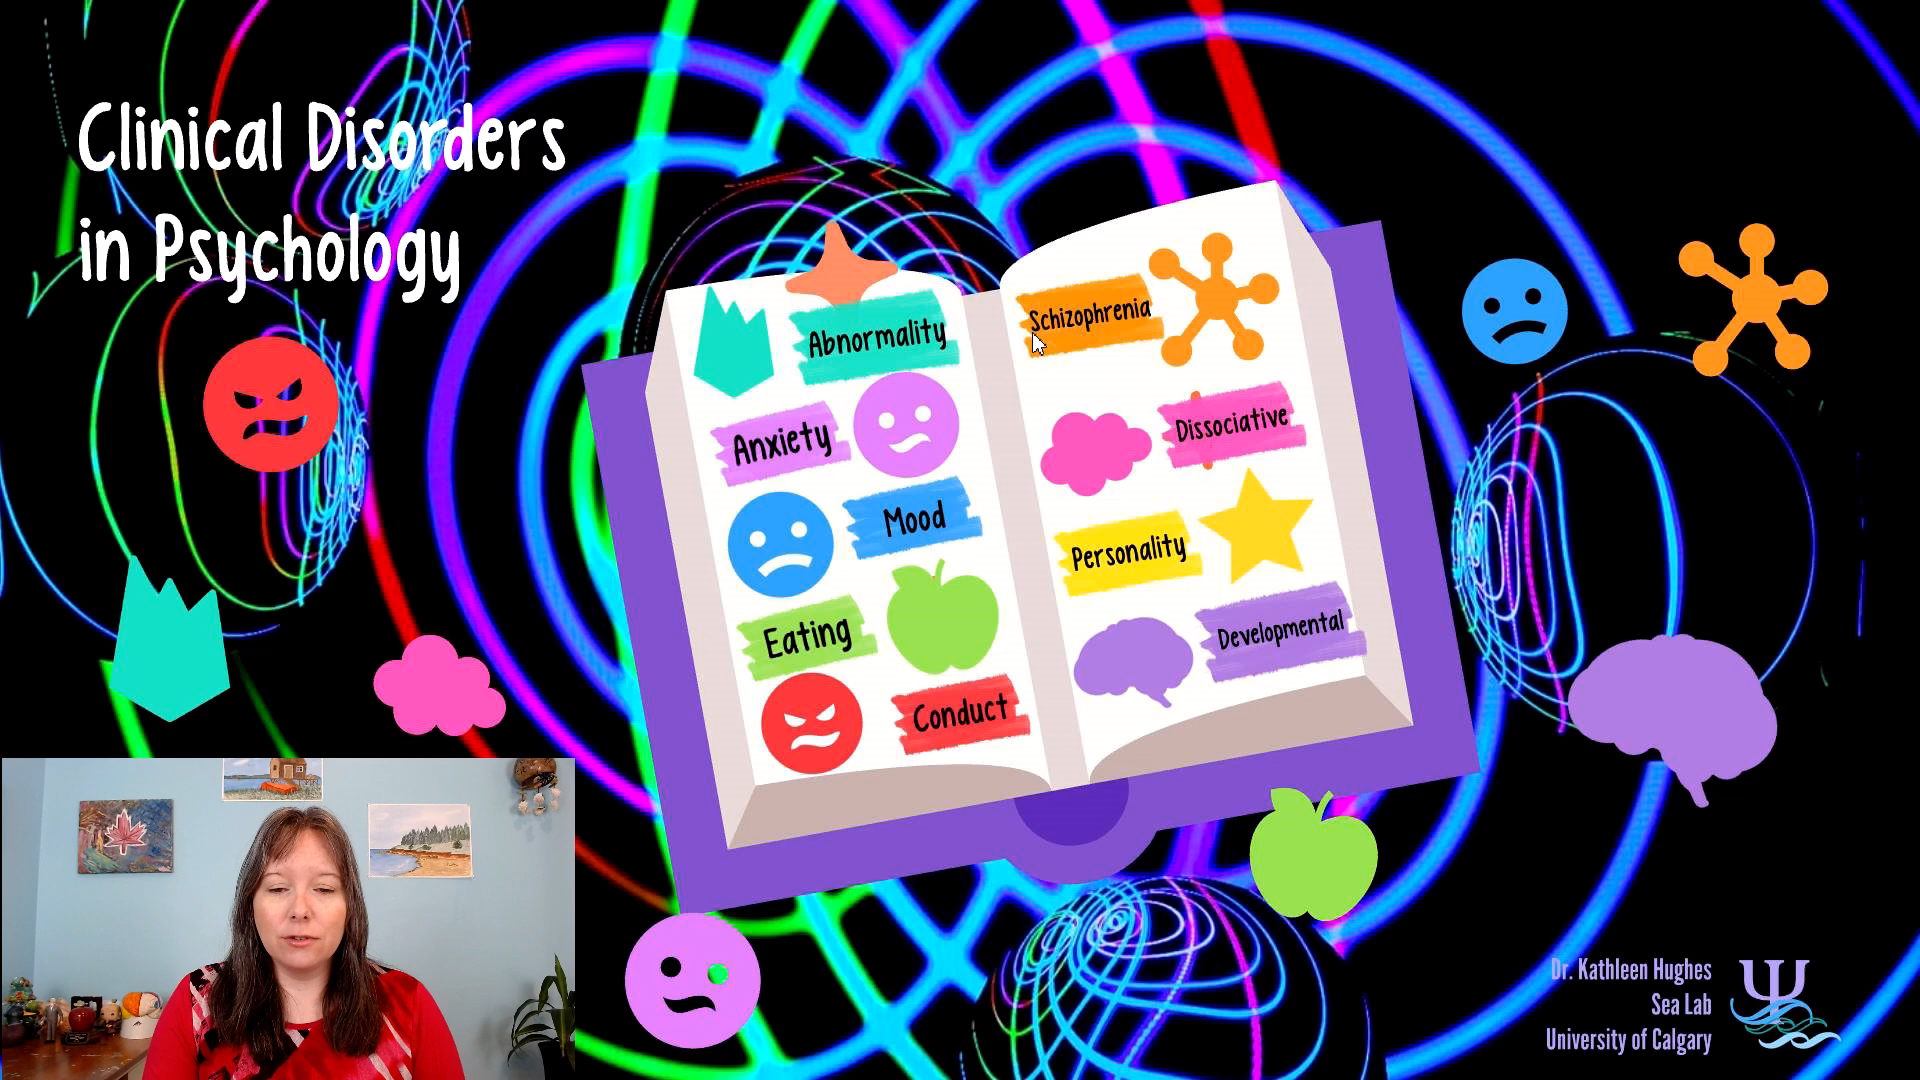 Clinical Disorders
in Psychology
Abnormality
Anxiety
Mood
Eating
Conduct
Schizophrenia
Dissociative
Personality
Developmental
Dr. Kathleen Hughes
Sea Lab
University of Calgary
Ψ